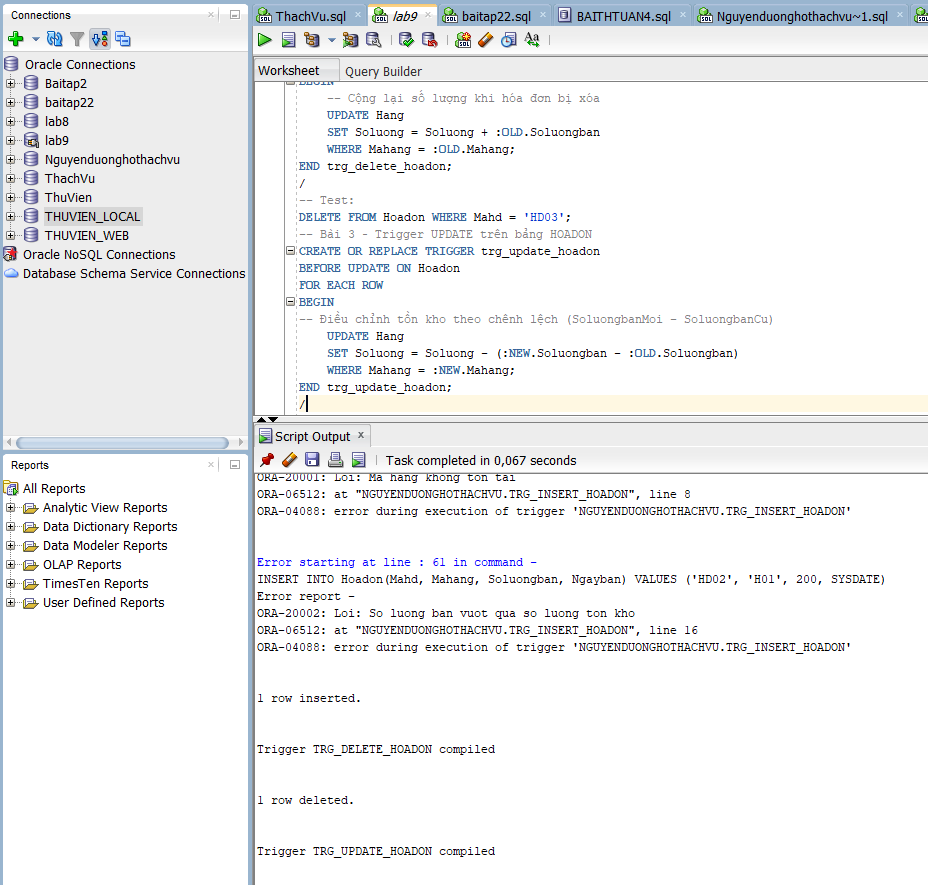 Connections
Oracle Connections
Baitap2
baitap22
lab8
lab9
Nguyenduonghothachvu
ThachVu
ThuVien
THUVIEN_LOCAL
THUVIEN_WEB
Oracle NoSQL Connections
Database Schema Service Connections
Reports
All Reports
Analytic View Reports
Data Dictionary Reports
Data Modeler Reports
OLAP Reports
TimesTen Reports
User Defined Reports
ThachVu.sql
lab9
baitap22.sql
BAITHTUAN4.sql
Nguyenduonghothachvu~1.sql
Worksheet
Query Builder
BEGIN
-- Cộng lại số lượng khi hóa đơn bị xóa
UPDATE Hang
SET Soluong = Soluong + :OLD.Soluongban
WHERE Mahang = :OLD.Mahang;
END trg_delete_hoadon;
/
-- Test:
DELETE FROM Hoadon WHERE Mahd = 'HD03';
-- Bài 3 - Trigger UPDATE trên bảng HOADON
CREATE OR REPLACE TRIGGER trg_update_hoadon
BEFORE UPDATE ON Hoadon
FOR EACH ROW
BEGIN
-- Điều chỉnh tồn kho theo chênh lệch (SoluongbanMoi - SoluongbanCu)
UPDATE Hang
SET Soluong = Soluong - (:NEW.Soluongban - :OLD.Soluongban)
WHERE Mahang = :NEW.Mahang;
END trg_update_hoadon;
/
Script Output
Task completed in 0,067 seconds
ORA-20001: Loi: Ma hang khong ton tai
ORA-06512: at "NGUYENDUONGHOTHACHVU.TRG_INSERT_HOADON", line 8
ORA-04088: error during execution of trigger 'NGUYENDUONGHOTHACHVU.TRG_INSERT_HOADON'
Error starting at line : 61 in command -
INSERT INTO Hoadon(Mahd, Mahang, Soluongban, Ngayban) VALUES ('HD02', 'H01', 200, SYSDATE)
Error report -
ORA-20002: Loi: So luong ban vuot qua so luong ton kho
ORA-06512: at "NGUYENDUONGHOTHACHVU.TRG_INSERT_HOADON", line 16
ORA-04088: error during execution of trigger 'NGUYENDUONGHOTHACHVU.TRG_INSERT_HOADON'
1 row inserted.
Trigger TRG_DELETE_HOADON compiled
1 row deleted.
Trigger TRG_UPDATE_HOADON compiled